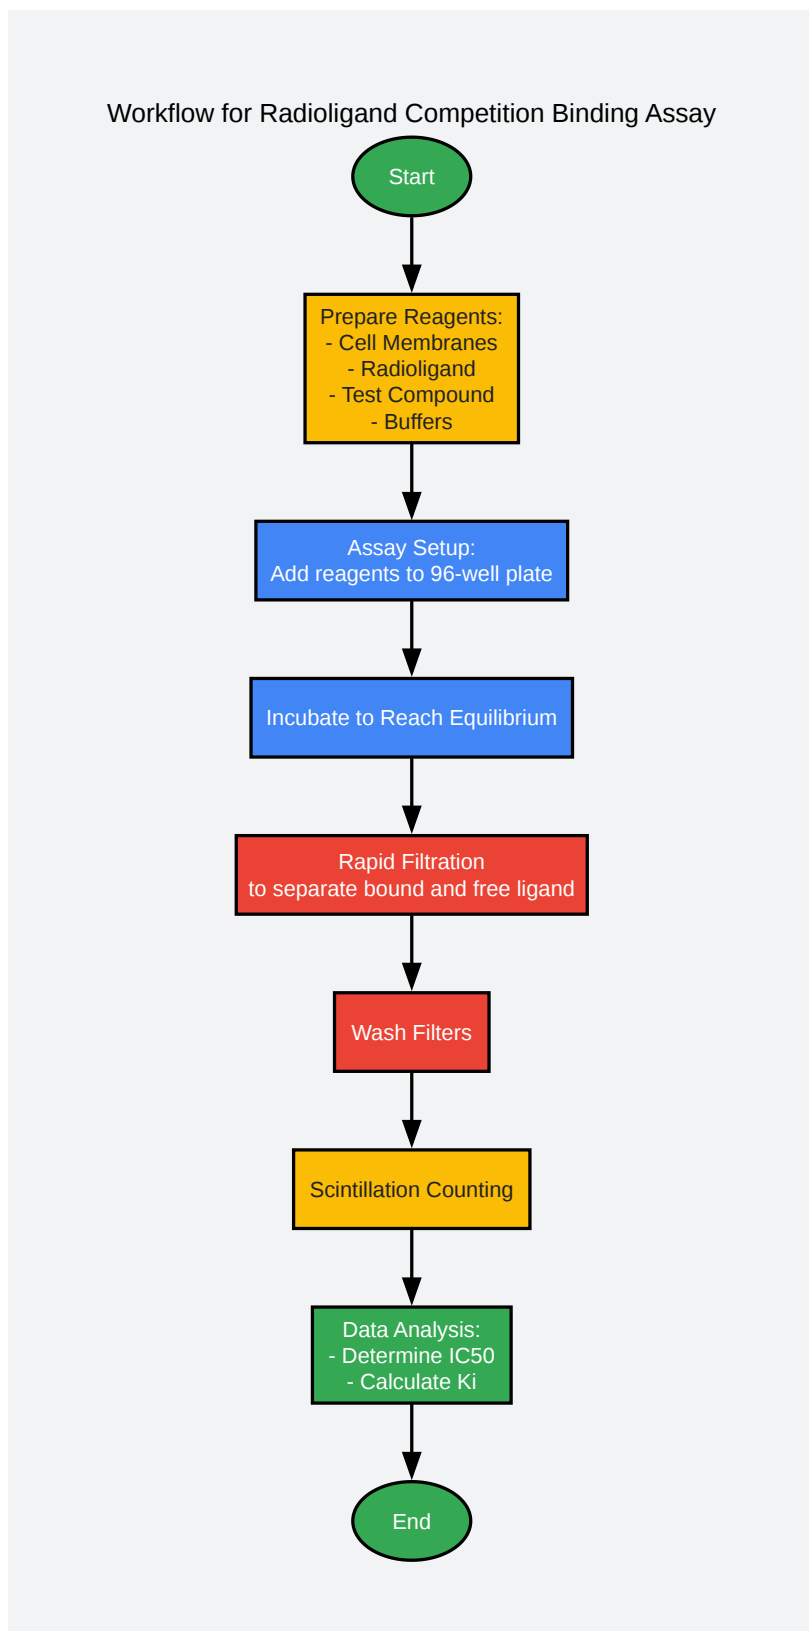 Workflow for Radioligand Competition Binding Assay
Start
Prepare Reagents:
- Cell Membranes
- Radioligand
- Test Compound
- Buffers
Assay Setup:
Add reagents to 96-well plate
Incubate to Reach Equilibrium
Rapid Filtration
to separate bound and free ligand
Wash Filters
Scintillation Counting
Data Analysis:
- Determine IC50
- Calculate Ki
End